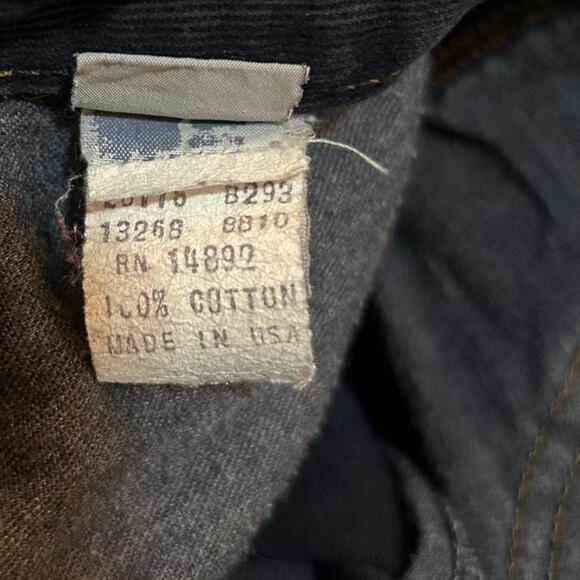 B293
13268 8810
RN 14892
100% COTTON
MADE IN USA